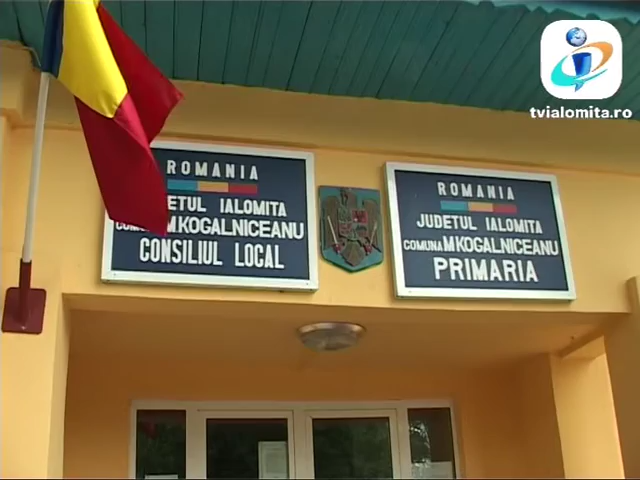 tvialomita.ro
ROMANIA
JUDETUL IALOMITA
COMUNA M.KOGALNICEANU
CONSILIUL LOCAL
ROMANIA
JUDETUL IALOMITA
COMUNA M.KOGALNICEANU
PRIMARIA